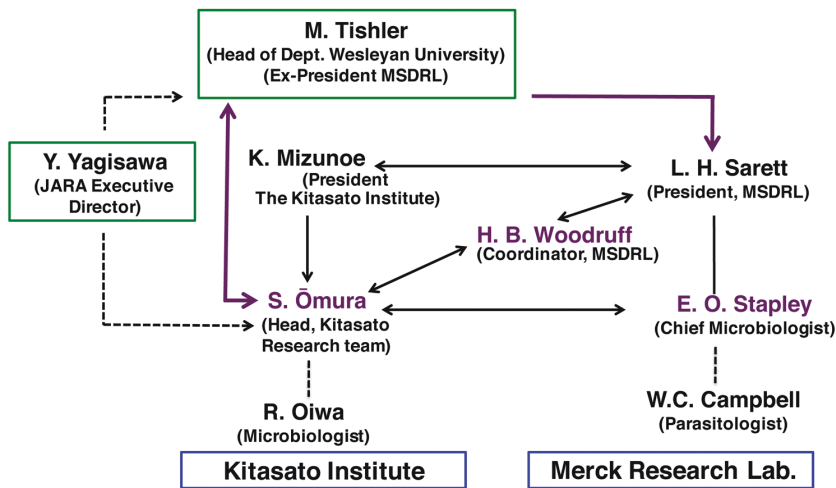 M. Tishler
(Head of Dept. Wesleyan University)
(Ex-President MSDRL)
Y. Yagisawa
(JARA Executive
Director)
K. Mizunoe
(President
The Kitasato Institute)
L. H. Sarett
(President, MSDRL)
H. B. Woodruff
(Coordinator, MSDRL)
S. Ōmura
(Head, Kitasato
Research team)
E. O. Stapley
(Chief Microbiologist)
R. Oiwa
(Microbiologist)
W.C. Campbell
(Parasitologist)
Kitasato Institute
Merck Research Lab.